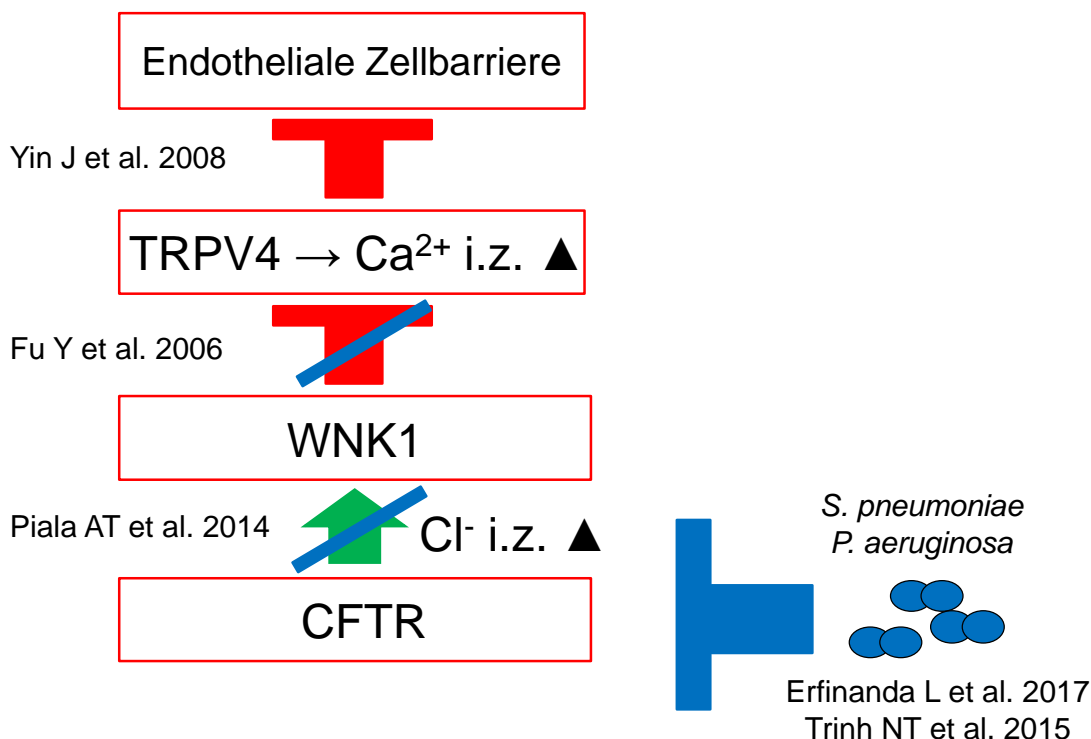 Endotheliale Zellbarriere
Yin J et al. 2008
TRPV4 → Ca²⁺ i.z. ▲
Fu Y et al. 2006
WNK1
Piala AT et al. 2014
Cl⁻ i.z. ▲
CFTR
S. pneumoniae
P. aeruginosa
Erfinanda L et al. 2017
Trinh NT et al. 2015